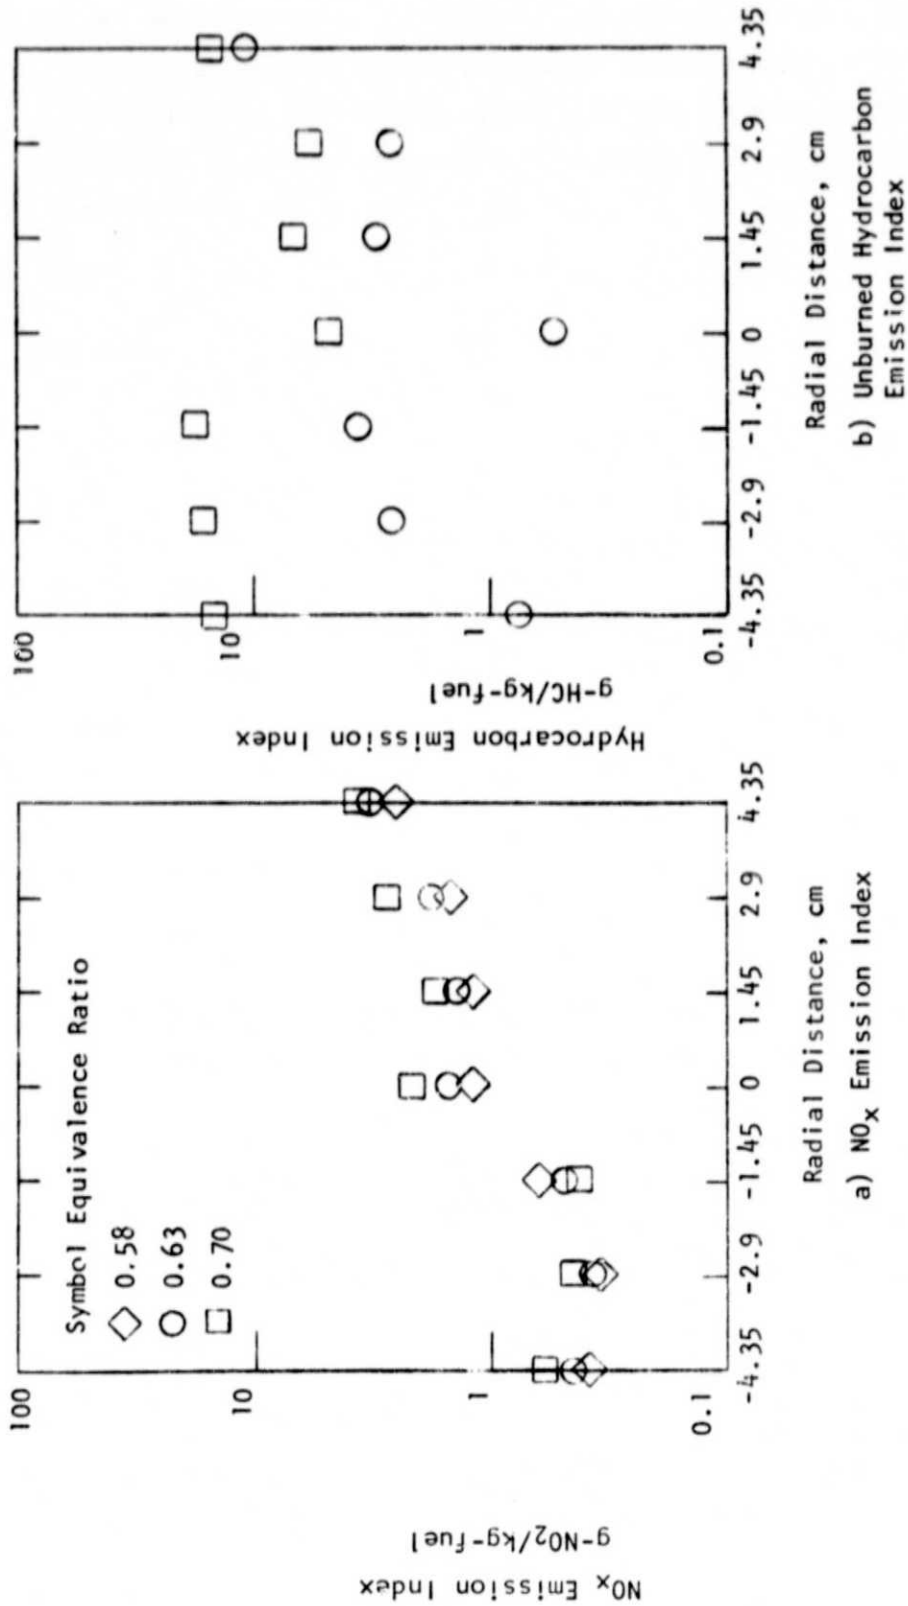 NOx Emission Index
g-NO2/kg-fuel
100
10
1
0.1
Symbol Equivalence Ratio
0.58
0.63
0.70
-4.35 -2.9 -1.45 0 1.45 2.9 4.35
Radial Distance, cm
a) NOx Emission Index
Hydrocarbon Emission Index
g-HC/kg-fuel
100
10
1
0.1
-4.35 -2.9 -1.45 0 1.45 2.9 4.35
Radial Distance, cm
b) Unburned Hydrocarbon
Emission Index